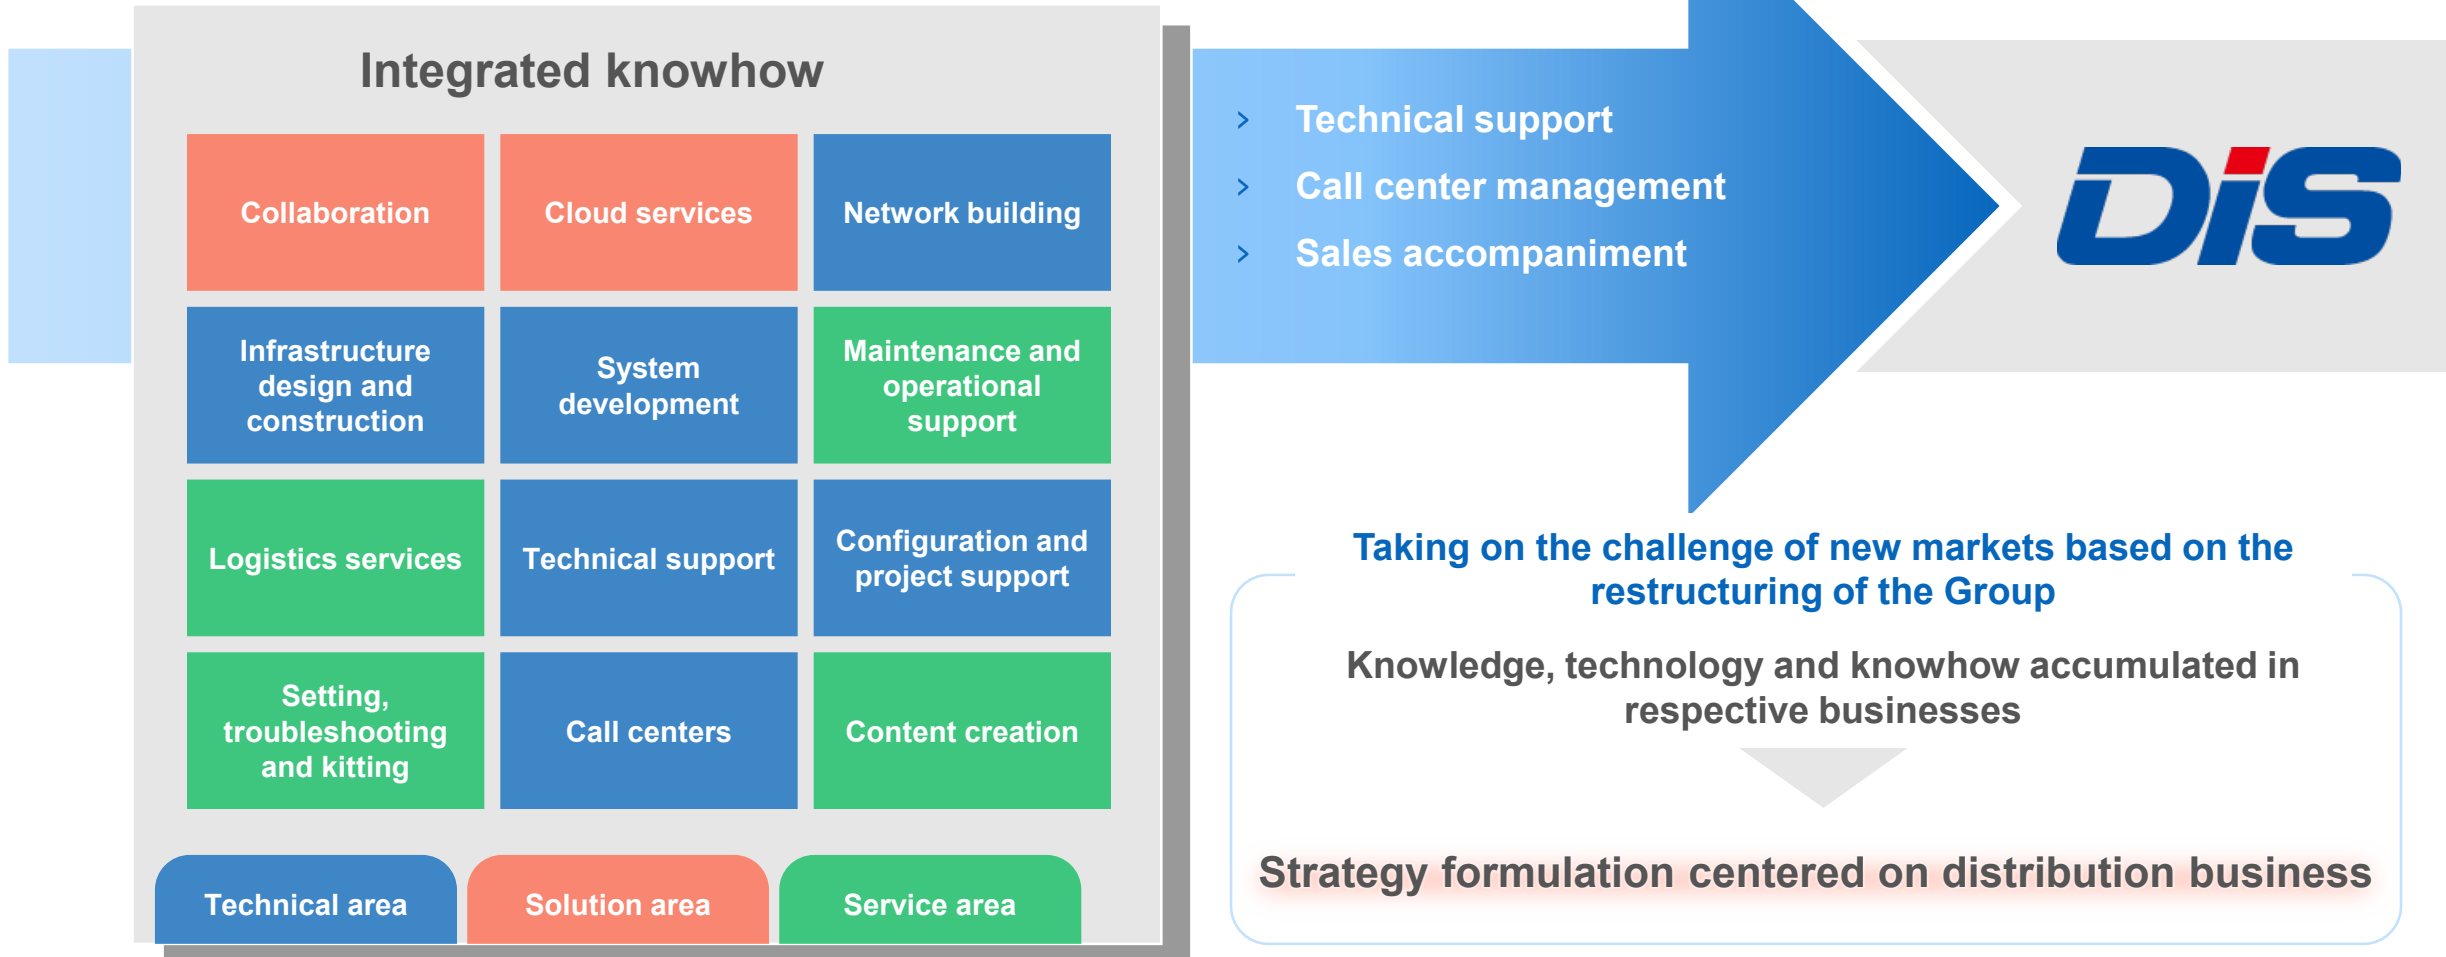 Integrated knowhow
Collaboration
Cloud services
Network building
Infrastructure
design and
construction
System
development
Maintenance and
operational
support
Logistics services
Technical support
Configuration and
project support
Setting,
troubleshooting
and kitting
Call centers
Content creation
Technical area
Solution area
Service area
› Technical support
› Call center management
› Sales accompaniment
DiS
Taking on the challenge of new markets based on the
restructuring of the Group
Knowledge, technology and knowhow accumulated in
respective businesses
Strategy formulation centered on distribution business